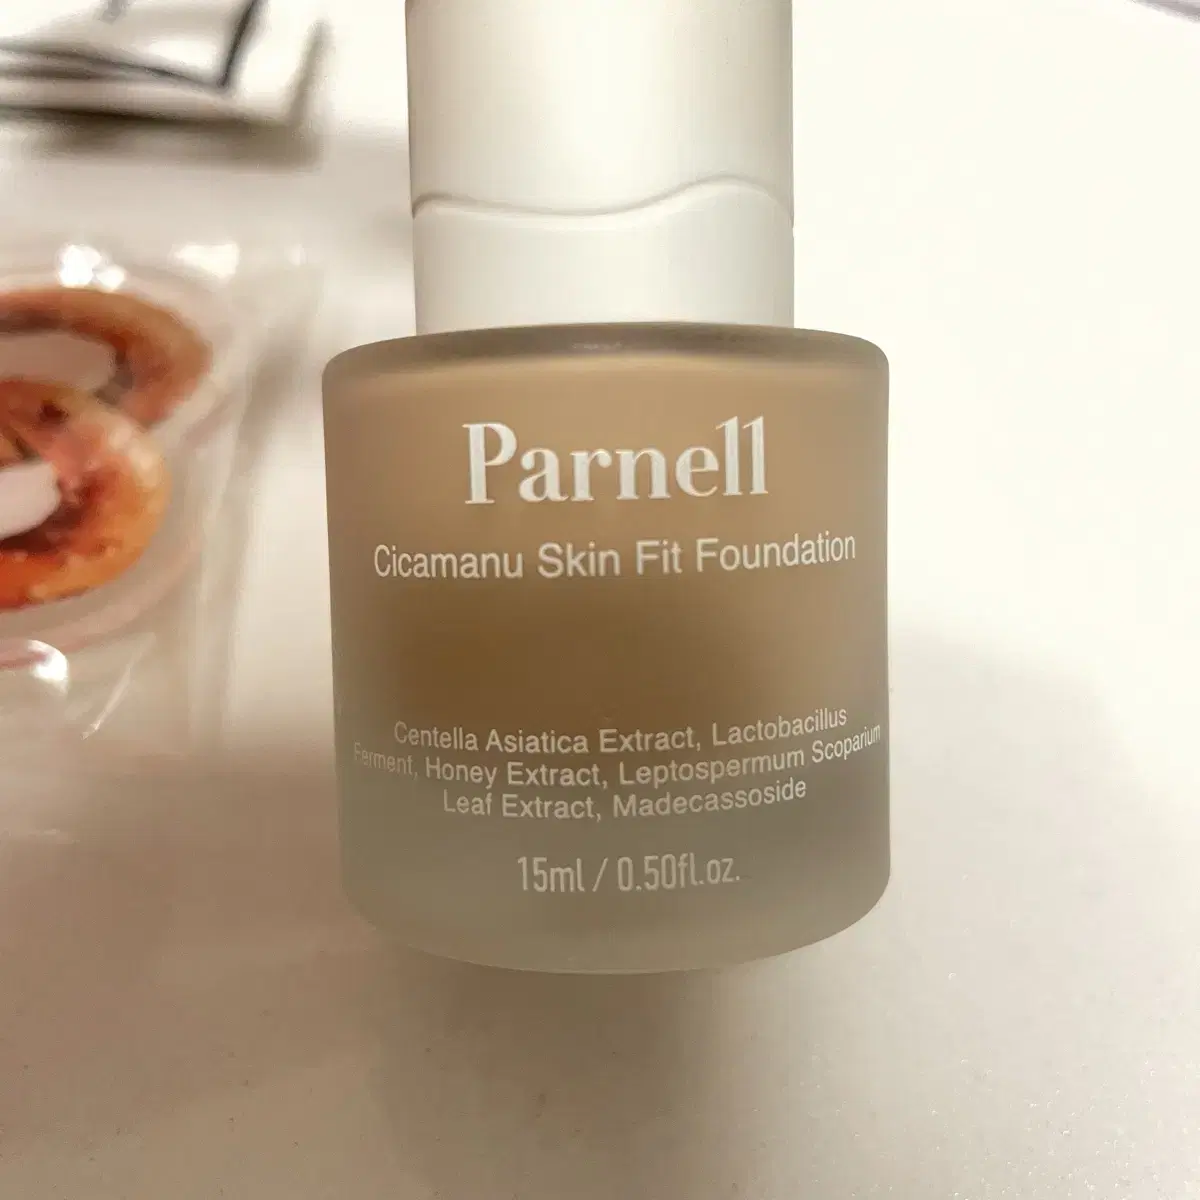 Parnell
Cicamanu Skin Fit Foundation
Centella Asiatica Extract, Lactobacillus
Ferment, Honey Extract, Leptospermum Scoparium
Leaf Extract, Madecassoside
15ml / 0.50fl.oz.